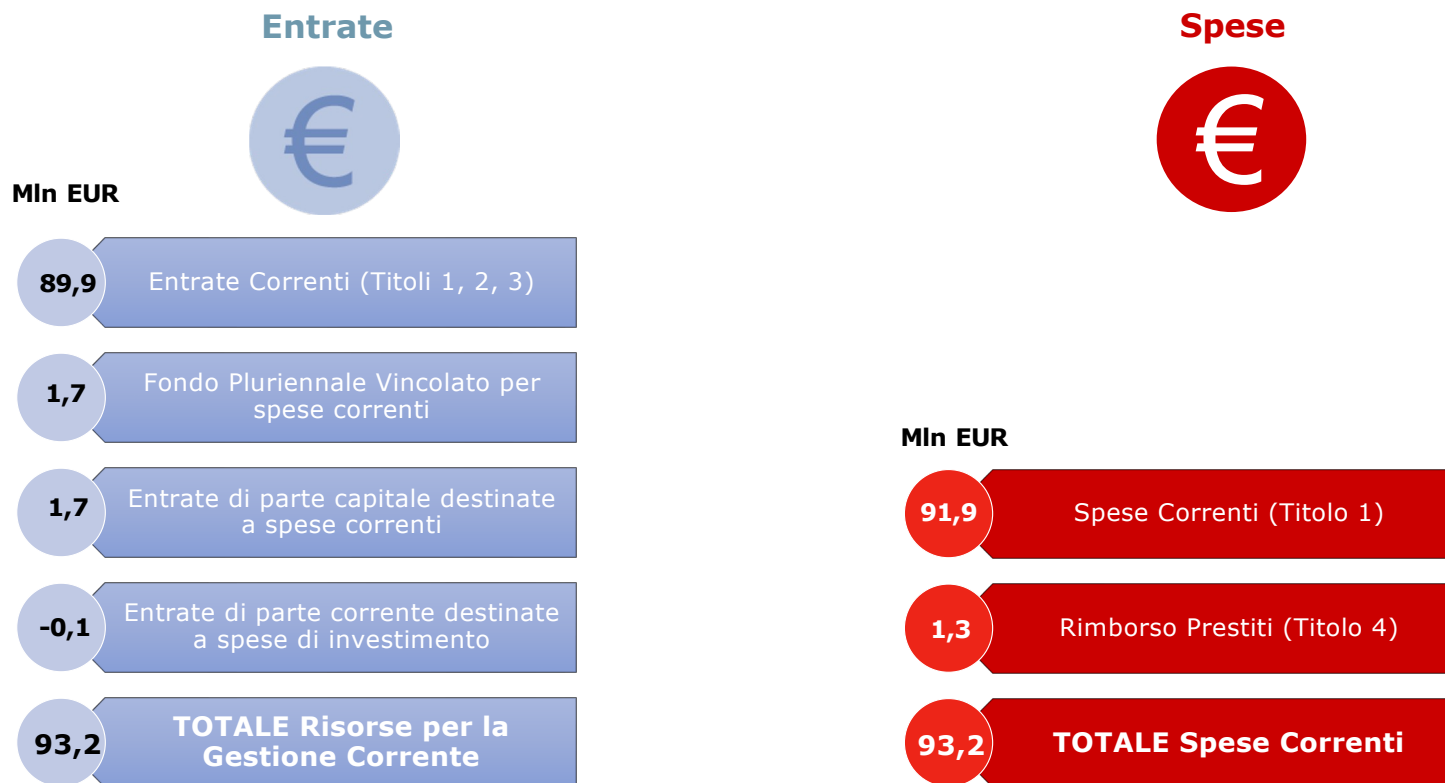 Entrate
€
Mln EUR
89,9
Entrate Correnti (Titoli 1, 2, 3)
1,7
Fondo Pluriennale Vincolato per
spese correnti
1,7
Entrate di parte capitale destinate
a spese correnti
-0,1
Entrate di parte corrente destinate
a spese di investimento
93,2
TOTALE Risorse per la
Gestione Corrente
Spese
€
Mln EUR
91,9
Spese Correnti (Titolo 1)
1,3
Rimborso Prestiti (Titolo 4)
93,2
TOTALE Spese Correnti